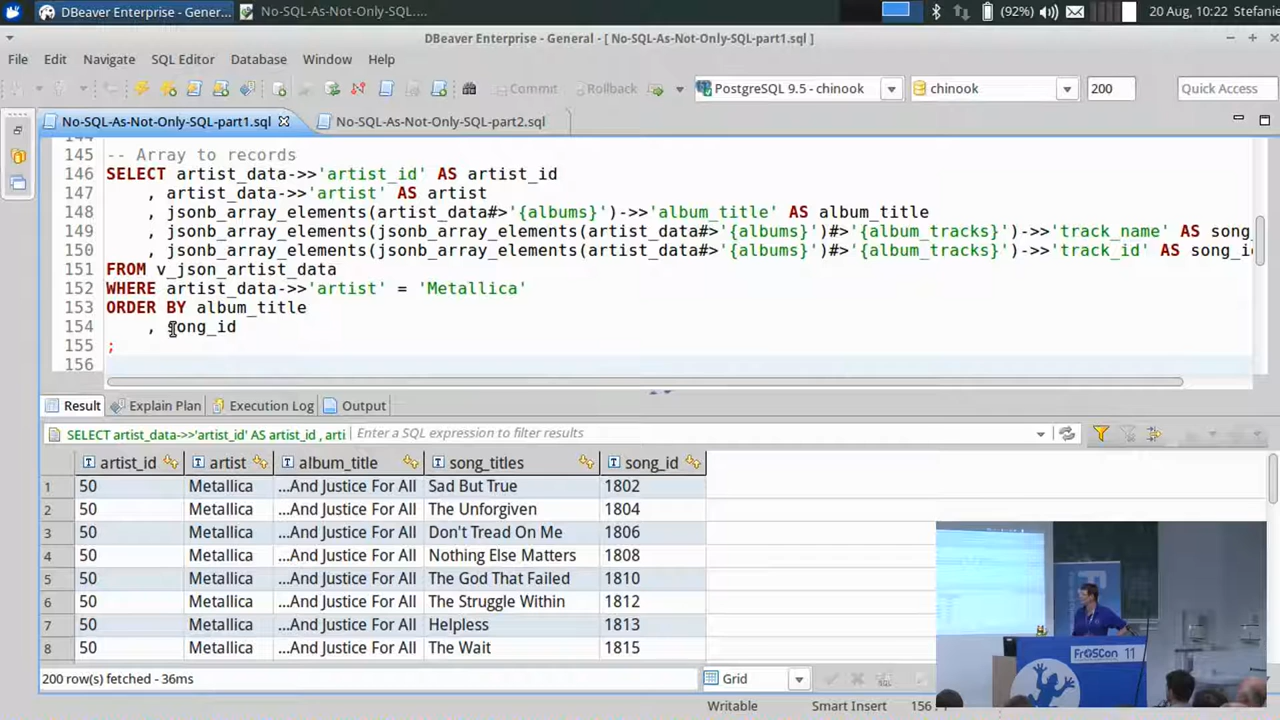 DBeaver Enterprise - Gener...
No-SQL-As-Not-Only-SQL....
(92%)
20 Aug, 10:22
Stefanie
DBeaver Enterprise - General - [ No-SQL-As-Not-Only-SQL-part1.sql ]
File Edit Navigate SQL Editor Database Window Help
Commit Rollback PostgreSQL 9.5 - chinook chinook 200 Quick Access
No-SQL-As-Not-Only-SQL-part1.sql No-SQL-As-Not-Only-SQL-part2.sql
144
145 -- Array to records
146 SELECT artist_data->>'artist_id' AS artist_id
147 , artist_data->>'artist' AS artist
148 , jsonb_array_elements(artist_data#>'{albums}')->>'album_title' AS album_title
149 , jsonb_array_elements(jsonb_array_elements(artist_data#>'{albums}')#>'{album_tracks}')->>'track_name' AS song_
150 , jsonb_array_elements(jsonb_array_elements(artist_data#>'{albums}')#>'{album_tracks}')->>'track_id' AS song_i
151 FROM v_json_artist_data
152 WHERE artist_data->>'artist' = 'Metallica'
153 ORDER BY album_title
154 , song_id
155 ;
156
Result Explain Plan Execution Log Output
SELECT artist_data->>'artist_id' AS artist_id , arti Enter a SQL expression to filter results
artist_id artist album_title song_titles song_id
1 50 Metallica ...And Justice For All Sad But True 1802
2 50 Metallica ...And Justice For All The Unforgiven 1804
3 50 Metallica ...And Justice For All Don't Tread On Me 1806
4 50 Metallica ...And Justice For All Nothing Else Matters 1808
5 50 Metallica ...And Justice For All The God That Failed 1810
6 50 Metallica ...And Justice For All The Struggle Within 1812
7 50 Metallica ...And Justice For All Helpless 1813
8 50 Metallica ...And Justice For All The Wait 1815
200 row(s) fetched - 36ms
Grid
Writable Smart Insert 156
FrOSCon 11